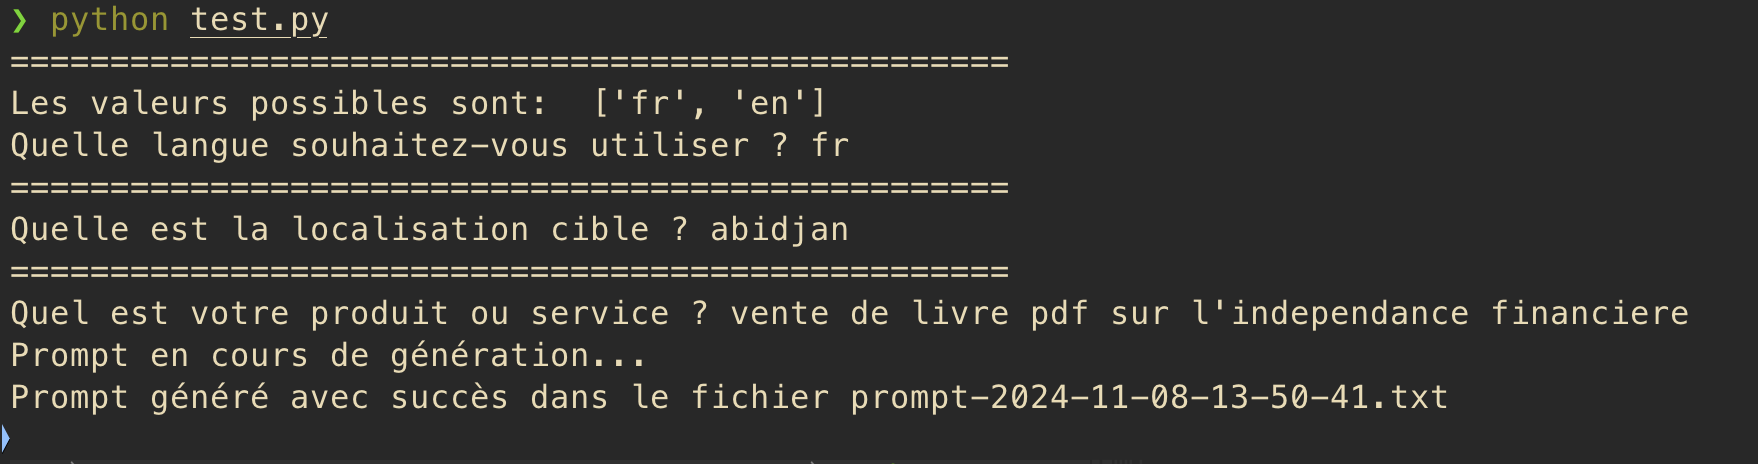 ❯ python test.py
==================================================
Les valeurs possibles sont:  ['fr', 'en']
Quelle langue souhaitez-vous utiliser ? fr
==================================================
Quelle est la localisation cible ? abidjan
==================================================
Quel est votre produit ou service ? vente de livre pdf sur l'independance financiere
Prompt en cours de génération...
Prompt généré avec succès dans le fichier prompt-2024-11-08-13-50-41.txt